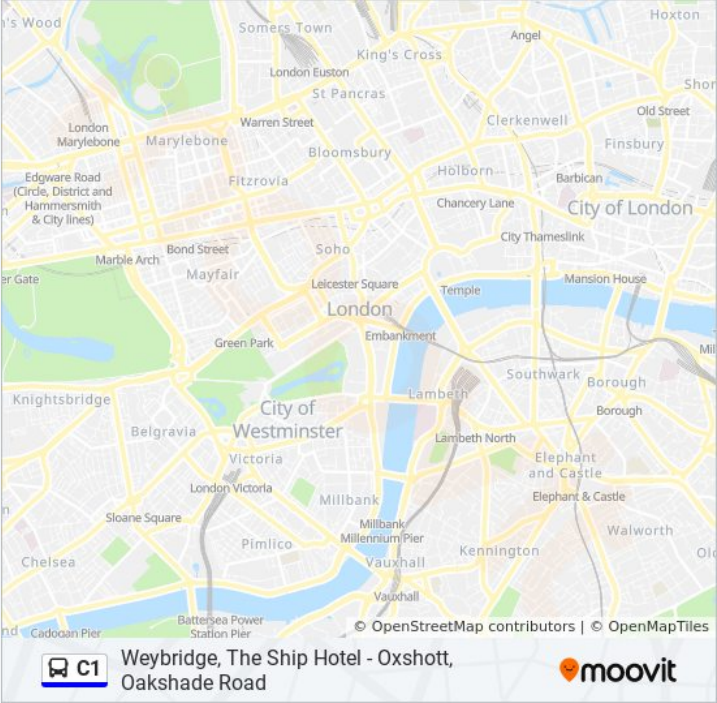 's Wood
Somers Town
Hoxton
Angel
King's Cross
London Euston
St Pancras
Shor
Old Street
London
Marylebone
Marylebone
Warren Street
Clerkenwell
Finsbury
Bloomsbury
Edgware Road
(Circle, District and
Hammersmith
& City lines)
Fitzrovia
Holborn
Barbican
Chancery Lane
City of London
City Thameslink
Bond Street
Soho
Marble Arch
Mayfair
er Gate
Leicester Square
Temple
Mansion House
London
Embankment
Green Park
Mil
Southwark
Borough
Knightsbridge
Lambeth
City of
Westminster
Borough
Belgravia
Lambeth North
Victoria
Elephant
and Castle
London Victoria
Elephant & Castle
Millbank
Sloane Square
Millbank
Millennium Pier
Walworth
Pimlico
Kennington
Chelsea
Vauxhall
Vauxhall
Battersea Power
Station Pier
nd
Cadogan Pier
© OpenStreetMap contributors | © OpenMapTiles
C1
Weybridge, The Ship Hotel - Oxshott,
Oakshade Road
moovit